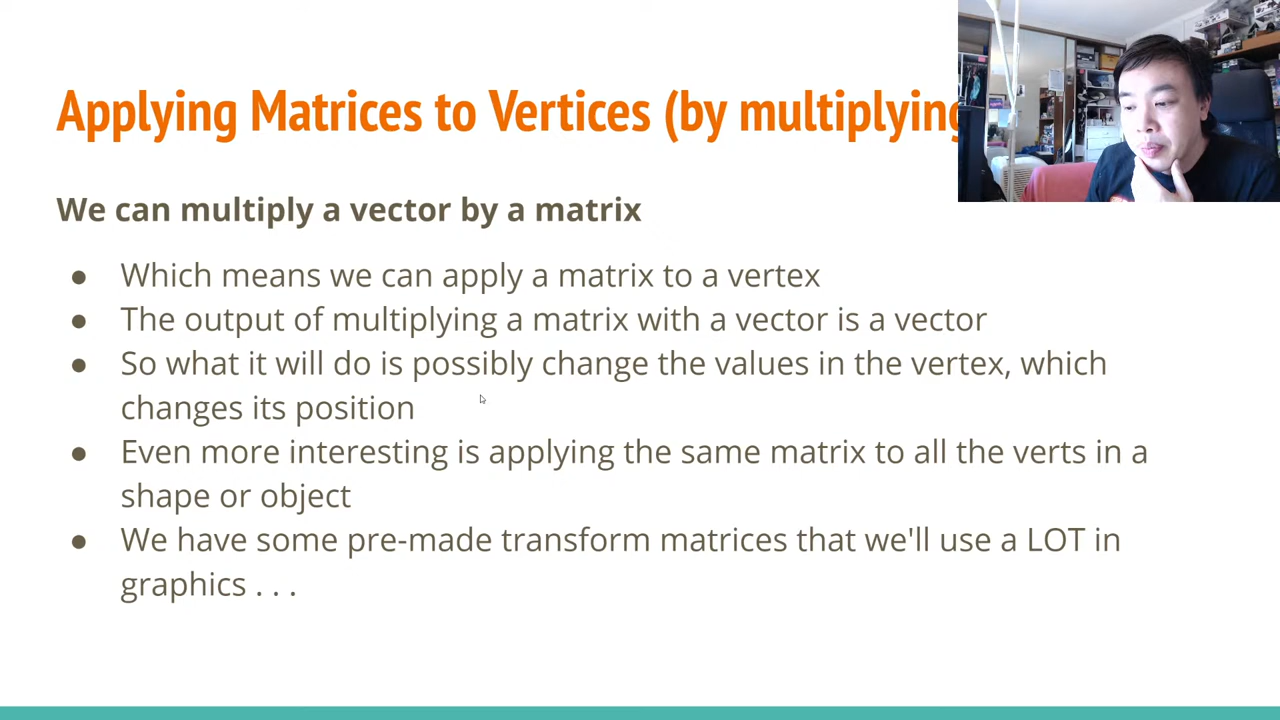 Applying Matrices to Vertices (by multiplying
We can multiply a vector by a matrix
● Which means we can apply a matrix to a vertex
● The output of multiplying a matrix with a vector is a vector
● So what it will do is possibly change the values in the vertex, which
changes its position
● Even more interesting is applying the same matrix to all the verts in a
shape or object
● We have some pre-made transform matrices that we'll use a LOT in
graphics . . .